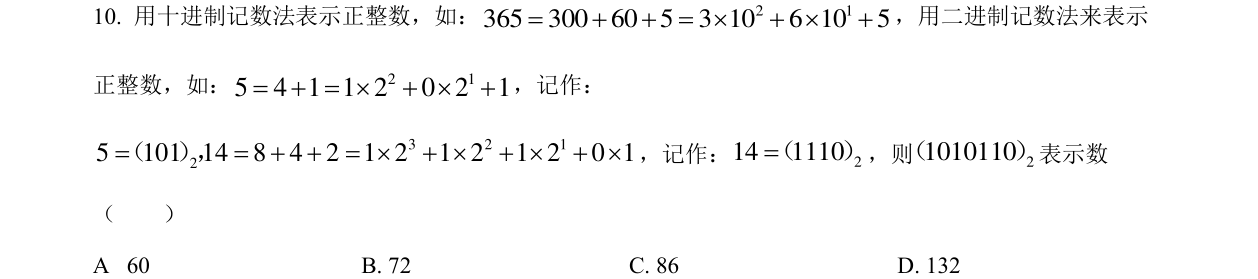 10. 用十进制记数法表示正整数，如：365＝300＋60＋5＝3×10²＋6×10¹＋5，用二进制记数法来表示
正整数，如：5＝4＋1＝1×2²＋0×2¹＋1，记作：
5＝(101)₂,14＝8＋4＋2＝1×2³＋1×2²＋1×2¹＋0×1，记作：14＝(1110)₂，则(1010110)₂表示数
（　　）
A 60 B. 72 C. 86 D. 132